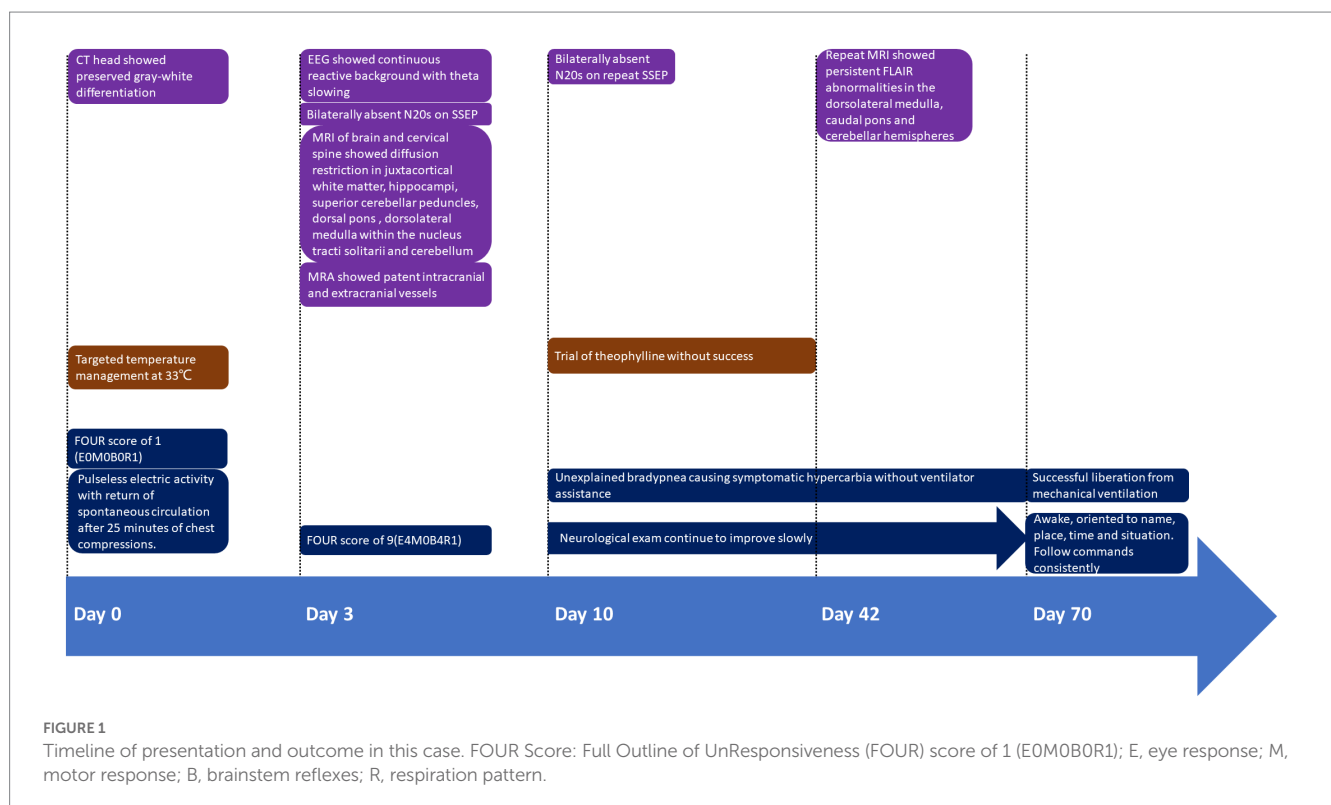 CT head showed
preserved gray-white
differentiation
EEG showed continuous
reactive background with theta
slowing
Bilaterally absent N20s on SSEP
MRI of brain and cervical
spine showed diffusion
restriction in juxtacortical
white matter, hippocampi,
superior cerebellar peduncles,
dorsal pons , dorsolateral
medulla within the nucleus
tracti solitarii and cerebellum
MRA showed patent intracranial
and extracranial vessels
Bilaterally absent
N20s on repeat SSEP
Repeat MRI showed
persistent FLAIR
abnormalities in the
dorsolateral medulla,
caudal pons and
cerebellar hemispheres
Targeted temperature
management at 33℃
Trial of theophylline without success
FOUR score of 1
(E0M0B0R1)
Pulseless electric activity
with return of
spontaneous circulation
after 25 minutes of chest
compressions.
FOUR score of 9(E4M0B4R1)
Unexplained bradypnea causing symptomatic hypercarbia without ventilator
assistance
Neurological exam continue to improve slowly
Successful liberation from
mechanical ventilation
Awake, oriented to name,
place, time and situation.
Follow commands
consistently
Day 0
Day 3
Day 10
Day 42
Day 70
FIGURE 1
Timeline of presentation and outcome in this case. FOUR Score: Full Outline of UnResponsiveness (FOUR) score of 1 (E0M0B0R1); E, eye response; M,
motor response; B, brainstem reflexes; R, respiration pattern.